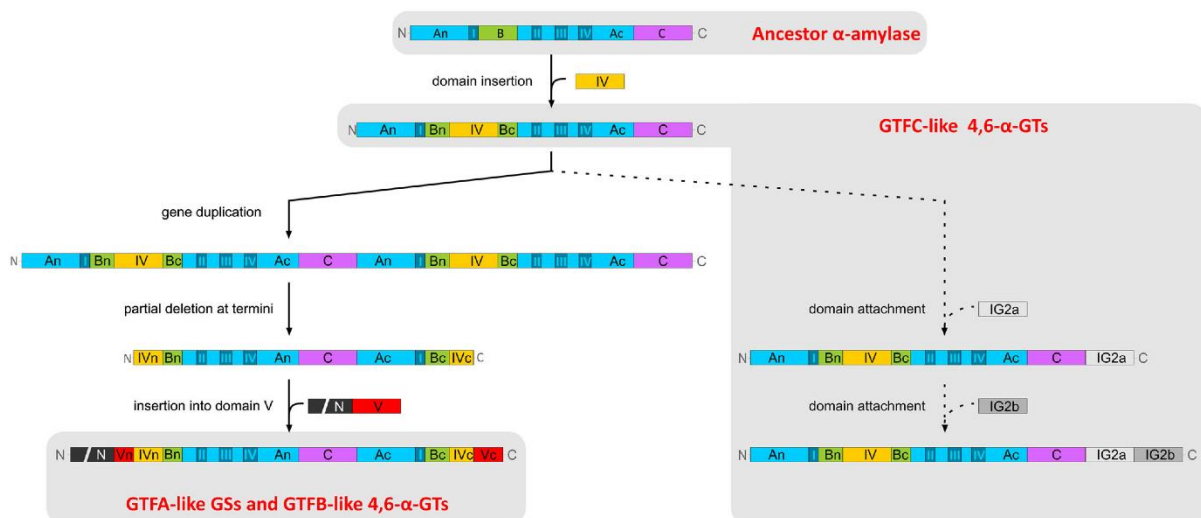 N An I B II III IV Ac C C Ancestor α-amylase
domain insertion IV
N An I Bn IV Bc II III IV Ac C C GTFC-like 4,6-α-GTs
gene duplication
N An I Bn IV Bc II III IV Ac C An I Bn IV Bc II III IV Ac C C
partial deletion at termini domain attachment IG2a
N IVn Bn II III IV An C Ac I Bc IVc C N An I Bn IV Bc II III IV Ac C IG2a C
insertion into domain V N V domain attachment IG2b
N N Vn IVn Bn II III IV An C Ac I Bc IVc Vc C N An I Bn IV Bc II III IV Ac C IG2a IG2b C
GTFA-like GSs and GTFB-like 4,6-α-GTs